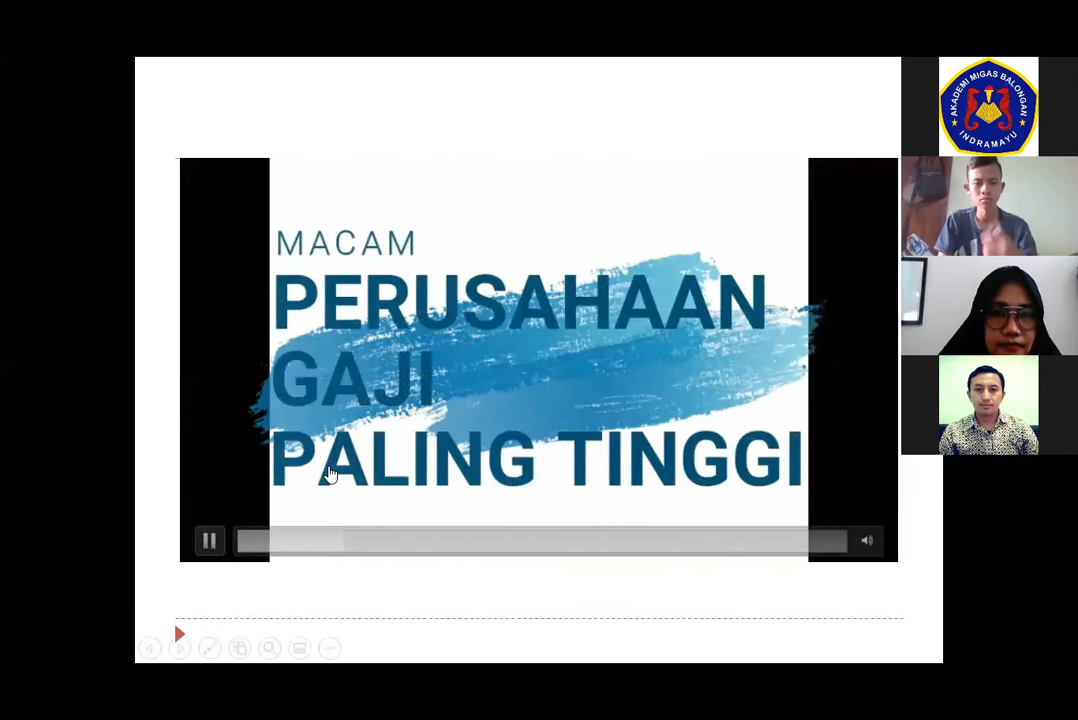 MACAM
PERUSAHAAN
GAJI
PALING TINGGI
AKADEMI MIGAS BALONGAN
INDRAMAYU